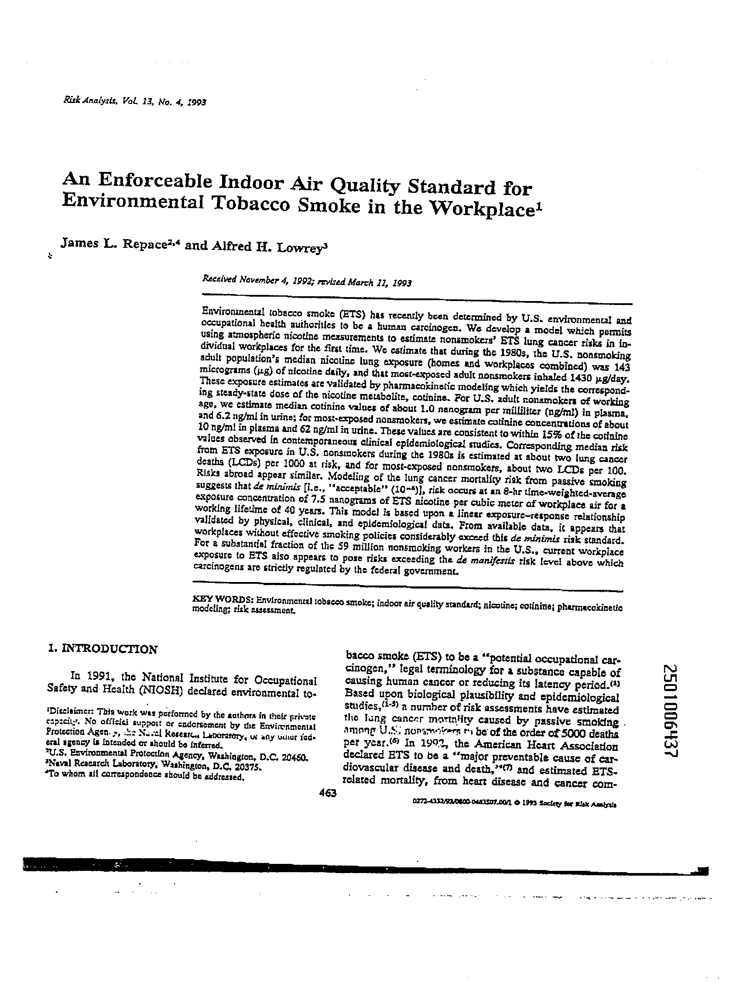 Risk Analysis, Vol. 13, No. 4, 1993
An Enforceable Indoor Air Quality Standard for
Environmental Tobacco Smoke in the Workplace¹
James L. Repace²,⁴ and Alfred H. Lowrey³
Received November 4, 1992; revised March 11, 1993
Environmental tobacco smoke (ETS) has recently been determined by U.S. environmental and
occupational health authorities to be a human carcinogen. We develop a model which permits
using atmospheric nicotine measurements to estimate nonsmokers' ETS lung cancer risks in in-
dividual workplaces for the first time. We estimate that during the 1980s, the U.S. nonsmoking
adult population's median nicotine lung exposure (homes and workplaces combined) was 143
micrograms (μg) of nicotine daily, and that most-exposed adult nonsmokers inhaled 1430 μg/day.
These exposure estimates are validated by pharmacokinetic modeling which yields the correspond-
ing steady-state dose of the nicotine metabolite, cotinine. For U.S. adult nonsmokers of working
age, we estimate median cotinine values of about 1.0 nanogram per milliliter (ng/ml) in plasma,
and 6.2 ng/ml in urine; for most-exposed nonsmokers, we estimate cotinine concentrations of about
10 ng/ml in plasma and 62 ng/ml in urine. These values are consistent to within 15% of the cotinine
values observed in contemporaneous clinical epidemiological studies. Corresponding median risk
from ETS exposure in U.S. nonsmokers during the 1980s is estimated at about two lung cancer
deaths (LCDs) per 1000 at risk, and for most-exposed nonsmokers, about two LCDs per 100.
Risks abroad appear similar. Modeling of the lung cancer mortality risk from passive smoking
suggests that de minimis [i.e., "acceptable" (10⁻⁶)], risk occurs at an 8-hr time-weighted-average
exposure concentration of 7.5 nanograms of ETS nicotine per cubic meter of workplace air for a
working lifetime of 40 years. This model is based upon a linear exposure–response relationship
validated by physical, clinical, and epidemiological data. From available data, it appears that
workplaces without effective smoking policies considerably exceed this de minimis risk standard.
For a substantial fraction of the 59 million nonsmoking workers in the U.S., current workplace
exposure to ETS also appears to pose risks exceeding the de manifestis risk level above which
carcinogens are strictly regulated by the federal government.
KEY WORDS: Environmental tobacco smoke; indoor air quality standard; nicotine; cotinine; pharmacokinetic
modeling; risk assessment.
1. INTRODUCTION
In 1991, the National Institute for Occupational
Safety and Health (NIOSH) declared environmental to-
¹Disclaimer: This work was performed by the authors in their private
capacity. No official support or endorsement by the Environmental
Protection Agency, the Naval Research Laboratory, or any other fed-
eral agency is intended or should be inferred.
²U.S. Environmental Protection Agency, Washington, D.C. 20460.
³Naval Research Laboratory, Washington, D.C. 20375.
⁴To whom all correspondence should be addressed.
bacco smoke (ETS) to be a "potential occupational car-
cinogen," legal terminology for a substance capable of
causing human cancer or reducing its latency period.⁽¹⁾
Based upon biological plausibility and epidemiological
studies,⁽¹⁻⁵⁾ a number of risk assessments have estimated
the lung cancer mortality caused by passive smoking
among U.S. nonsmokers to be of the order of 5000 deaths
per year.⁽⁶⁾ In 1992, the American Heart Association
declared ETS to be a "major preventable cause of car-
diovascular disease and death,"⁽⁷⁾ and estimated ETS-
related mortality, from heart disease and cancer com-
463
0272-4332/93/0800-0463$07.00/1 © 1993 Society for Risk Analysis
2501006437